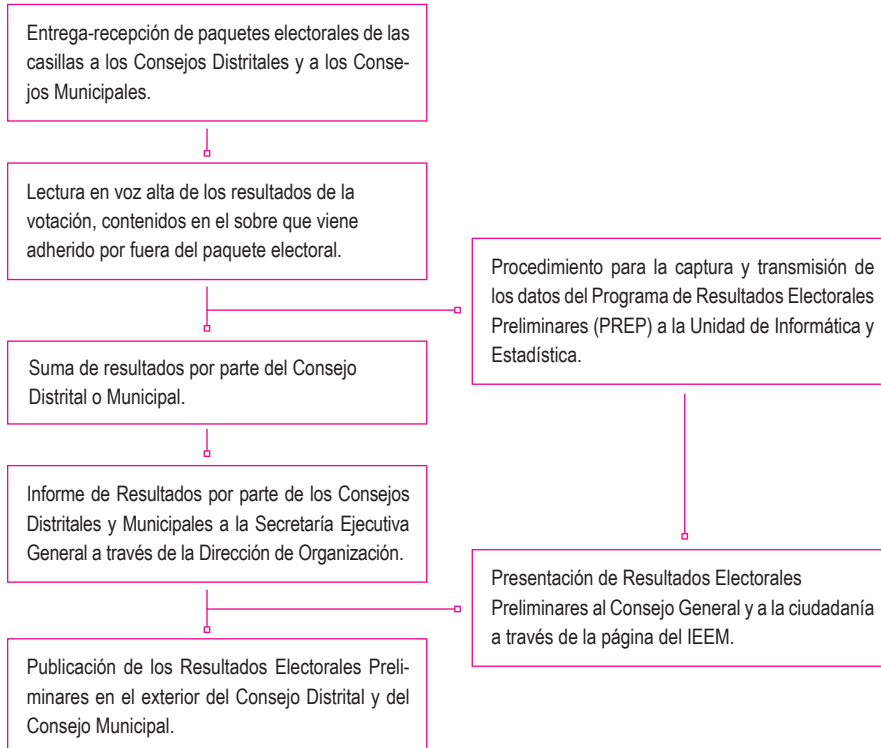 Entrega-recepción de paquetes electorales de las
casillas a los Consejos Distritales y a los Conse-
jos Municipales.
Lectura en voz alta de los resultados de la
votación, contenidos en el sobre que viene
adherido por fuera del paquete electoral.
Procedimiento para la captura y transmisión de
los datos del Programa de Resultados Electorales
Preliminares (PREP) a la Unidad de Informática y
Estadística.
Suma de resultados por parte del Consejo
Distrital o Municipal.
Informe de Resultados por parte de los Consejos
Distritales y Municipales a la Secretaría Ejecutiva
General a través de la Dirección de Organización.
Presentación de Resultados Electorales
Preliminares al Consejo General y a la ciudadanía
a través de la página del IEEM.
Publicación de los Resultados Electorales Preli-
minares en el exterior del Consejo Distrital y del
Consejo Municipal.